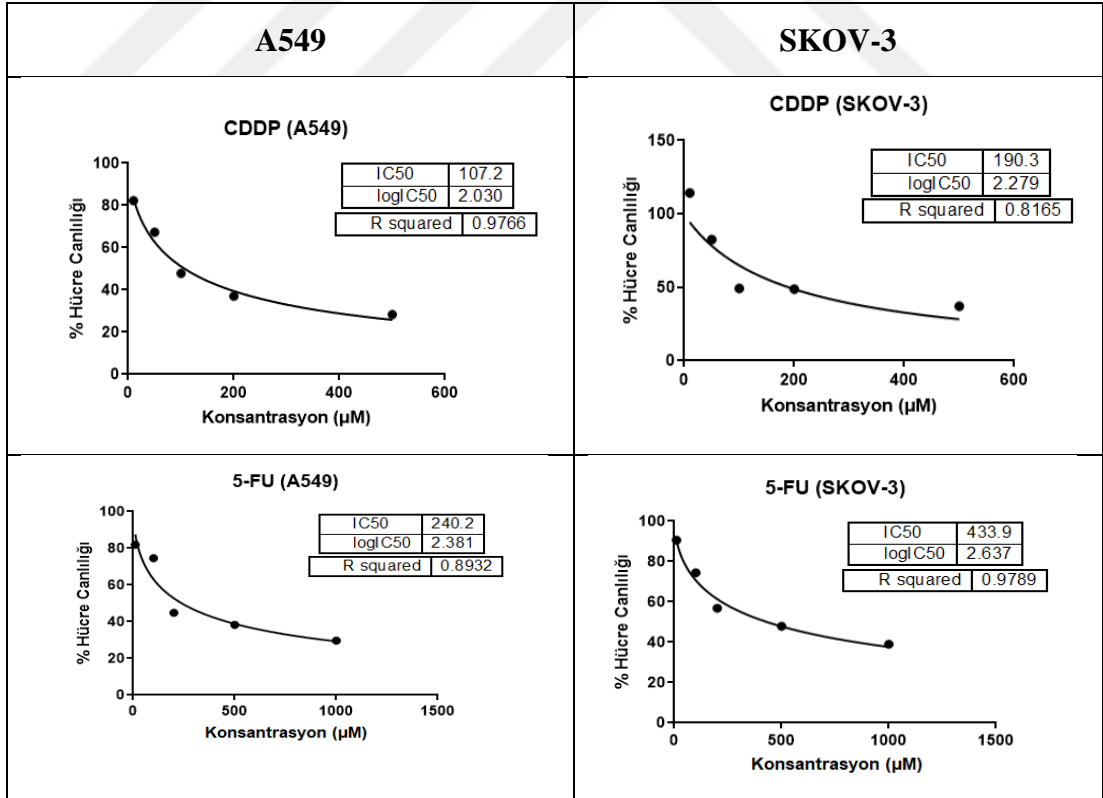 A549
SKOV-3
CDDP (A549)
IC50 107.2
logIC50 2.030
R squared 0.9766
% Hücre Canlılığı
100
80
60
40
20
0
0 200 400 600
Konsantrasyon (µM)
CDDP (SKOV-3)
IC50 190.3
logIC50 2.279
R squared 0.8165
% Hücre Canlılığı
150
100
50
0
0 200 400 600
Konsantrasyon (µM)
5-FU (A549)
IC50 240.2
logIC50 2.381
R squared 0.8932
% Hücre Canlılığı
100
80
60
40
20
0
0 500 1000 1500
Konsantrasyon (µM)
5-FU (SKOV-3)
IC50 433.9
logIC50 2.637
R squared 0.9789
% Hücre Canlılığı
100
80
60
40
20
0
0 500 1000 1500
Konsantrasyon (µM)